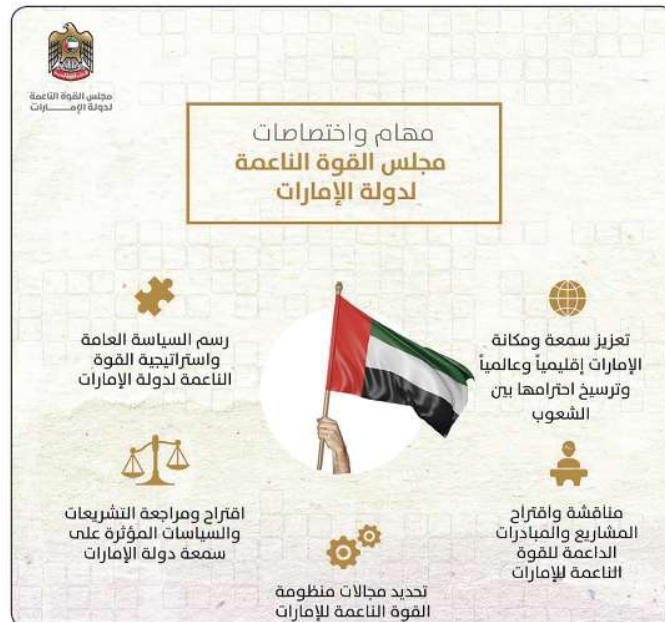 مجلس القوة الناعمة
لدولة الإمـــــارات
مهام واختصاصات
مجلس القوة الناعمة
لدولة الإمارات
تعزيز سمعة ومكانة
الإمارات إقليمياً وعالمياً
وترسيخ احترامها بين
الشعوب
رسم السياسة العامة
واستراتيجية القوة
الناعمة لدولة الإمارات
مناقشة واقتراح
المشاريع والمبادرات
الداعمة للقوة
الناعمة للإمارات
اقتراح ومراجعة التشريعات
والسياسات المؤثرة على
سمعة دولة الإمارات
تحديد مجالات منظومة
القوة الناعمة للإمارات